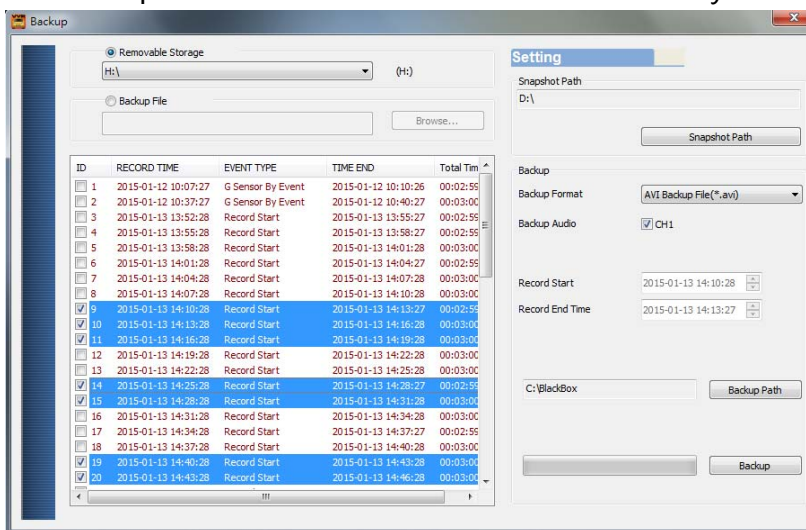 Backup
Removable Storage
H:\ (H:)
Backup File
Browse...
ID RECORD TIME EVENT TYPE TIME END Total Tim
1 2015-01-12 10:07:27 G Sensor By Event 2015-01-12 10:10:26 00:02:59
2 2015-01-12 10:37:27 G Sensor By Event 2015-01-12 10:40:27 00:03:00
3 2015-01-13 13:52:28 Record Start 2015-01-13 13:55:27 00:02:59
4 2015-01-13 13:55:28 Record Start 2015-01-13 13:58:27 00:02:59
5 2015-01-13 13:58:28 Record Start 2015-01-13 14:01:28 00:03:00
6 2015-01-13 14:01:28 Record Start 2015-01-13 14:04:27 00:02:59
7 2015-01-13 14:04:28 Record Start 2015-01-13 14:07:28 00:03:00
8 2015-01-13 14:07:28 Record Start 2015-01-13 14:10:28 00:03:00
9 2015-01-13 14:10:28 Record Start 2015-01-13 14:13:27 00:02:59
10 2015-01-13 14:13:28 Record Start 2015-01-13 14:16:28 00:03:00
11 2015-01-13 14:16:28 Record Start 2015-01-13 14:19:28 00:03:00
12 2015-01-13 14:19:28 Record Start 2015-01-13 14:22:28 00:03:00
13 2015-01-13 14:22:28 Record Start 2015-01-13 14:25:28 00:03:00
14 2015-01-13 14:25:28 Record Start 2015-01-13 14:28:27 00:02:59
15 2015-01-13 14:28:28 Record Start 2015-01-13 14:31:28 00:03:00
16 2015-01-13 14:31:28 Record Start 2015-01-13 14:34:28 00:03:00
17 2015-01-13 14:34:28 Record Start 2015-01-13 14:37:27 00:02:59
18 2015-01-13 14:37:28 Record Start 2015-01-13 14:40:28 00:03:00
19 2015-01-13 14:40:28 Record Start 2015-01-13 14:43:28 00:03:00
20 2015-01-13 14:43:28 Record Start 2015-01-13 14:46:28 00:03:00
Setting
Snapshot Path
D:\
Snapshot Path
Backup
Backup Format AVI Backup File(*.avi)
Backup Audio CH1
Record Start 2015-01-13 14:10:28
Record End Time 2015-01-13 14:13:27
C:\BlackBox Backup Path
Backup